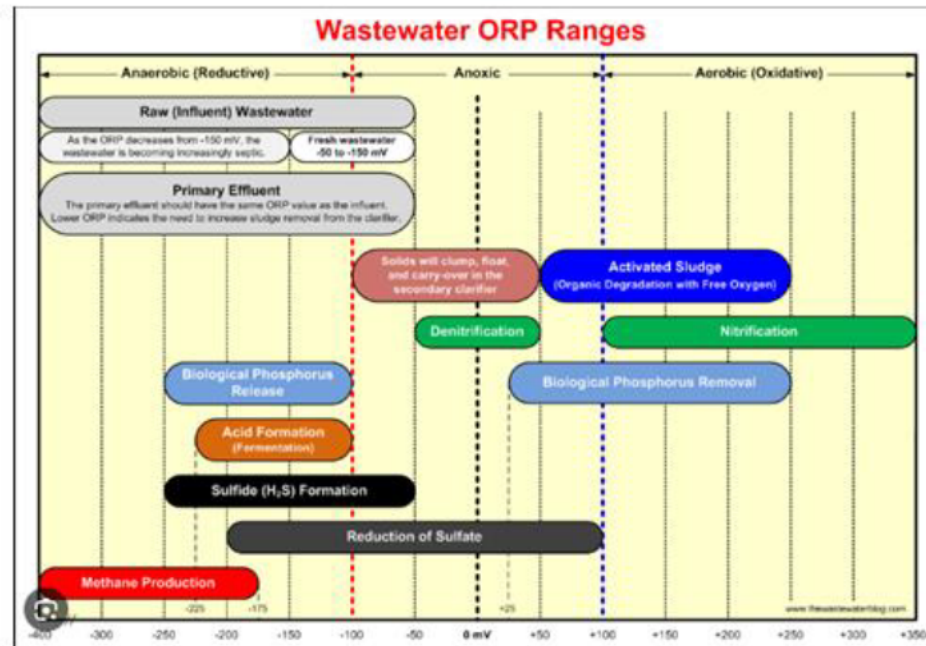 Wastewater ORP Ranges
Anaerobic (Reductive)
Anoxic
Aerobic (Oxidative)
Raw (Influent) Wastewater
As the ORP decreases from -150 mV, the
wastewater is becoming increasingly septic.
Fresh wastewater
-50 to -150 mV
Primary Effluent
The primary effluent should have the same ORP value as the influent.
Lower ORP indicates the need to increase sludge removal from the clarifier.
Solids will clump, float,
and carry-over in the
secondary clarifier
Activated Sludge
(Organic Degradation with Free Oxygen)
Denitrification
Nitrification
Biological Phosphorus
Release
Biological Phosphorus Removal
Acid Formation
(Fermentation)
Sulfide (H₂S) Formation
Reduction of Sulfate
Methane Production
-225
-175
+25
www.thewastewaterblog.com
-400
-300
-250
-200
-150
-100
-50
0 mV
+50
+100
+150
+200
+250
+300
+350